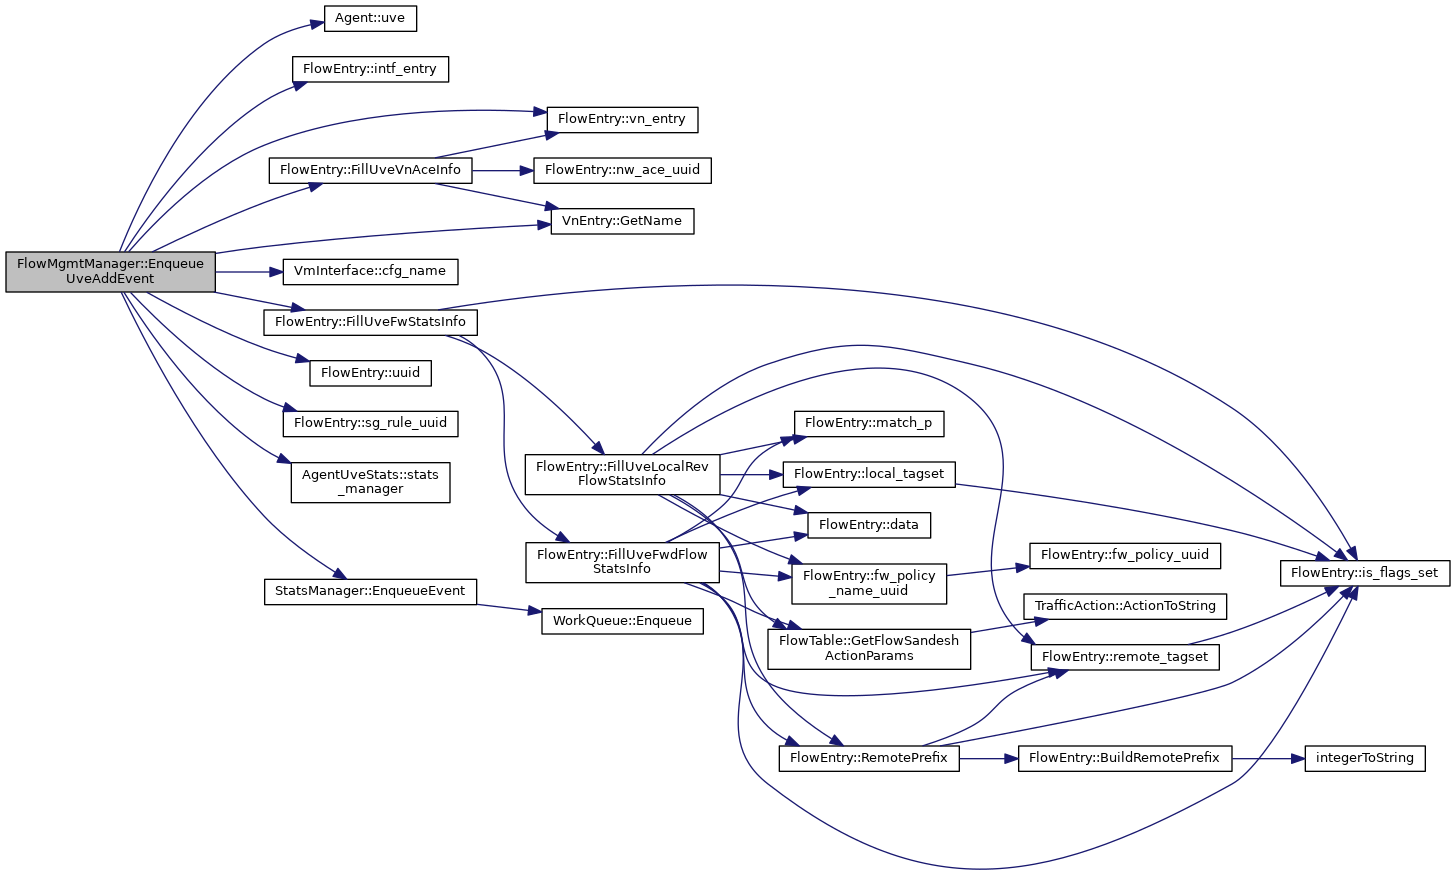 Agent::uve
FlowEntry::intf_entry
FlowEntry::vn_entry
FlowEntry::FillUveVnAceInfo
FlowEntry::nw_ace_uuid
VnEntry::GetName
FlowMgmtManager::Enqueue
UveAddEvent
VmInterface::cfg_name
FlowEntry::FillUveFwStatsInfo
FlowEntry::uuid
FlowEntry::sg_rule_uuid
AgentUveStats::stats
_manager
StatsManager::EnqueueEvent
WorkQueue::Enqueue
FlowEntry::FillUveLocalRev
FlowStatsInfo
FlowEntry::FillUveFwdFlow
StatsInfo
FlowEntry::match_p
FlowEntry::local_tagset
FlowEntry::data
FlowEntry::fw_policy
_name_uuid
FlowTable::GetFlowSandesh
ActionParams
FlowEntry::RemotePrefix
FlowEntry::fw_policy_uuid
TrafficAction::ActionToString
FlowEntry::remote_tagset
FlowEntry::BuildRemotePrefix
FlowEntry::is_flags_set
integerToString